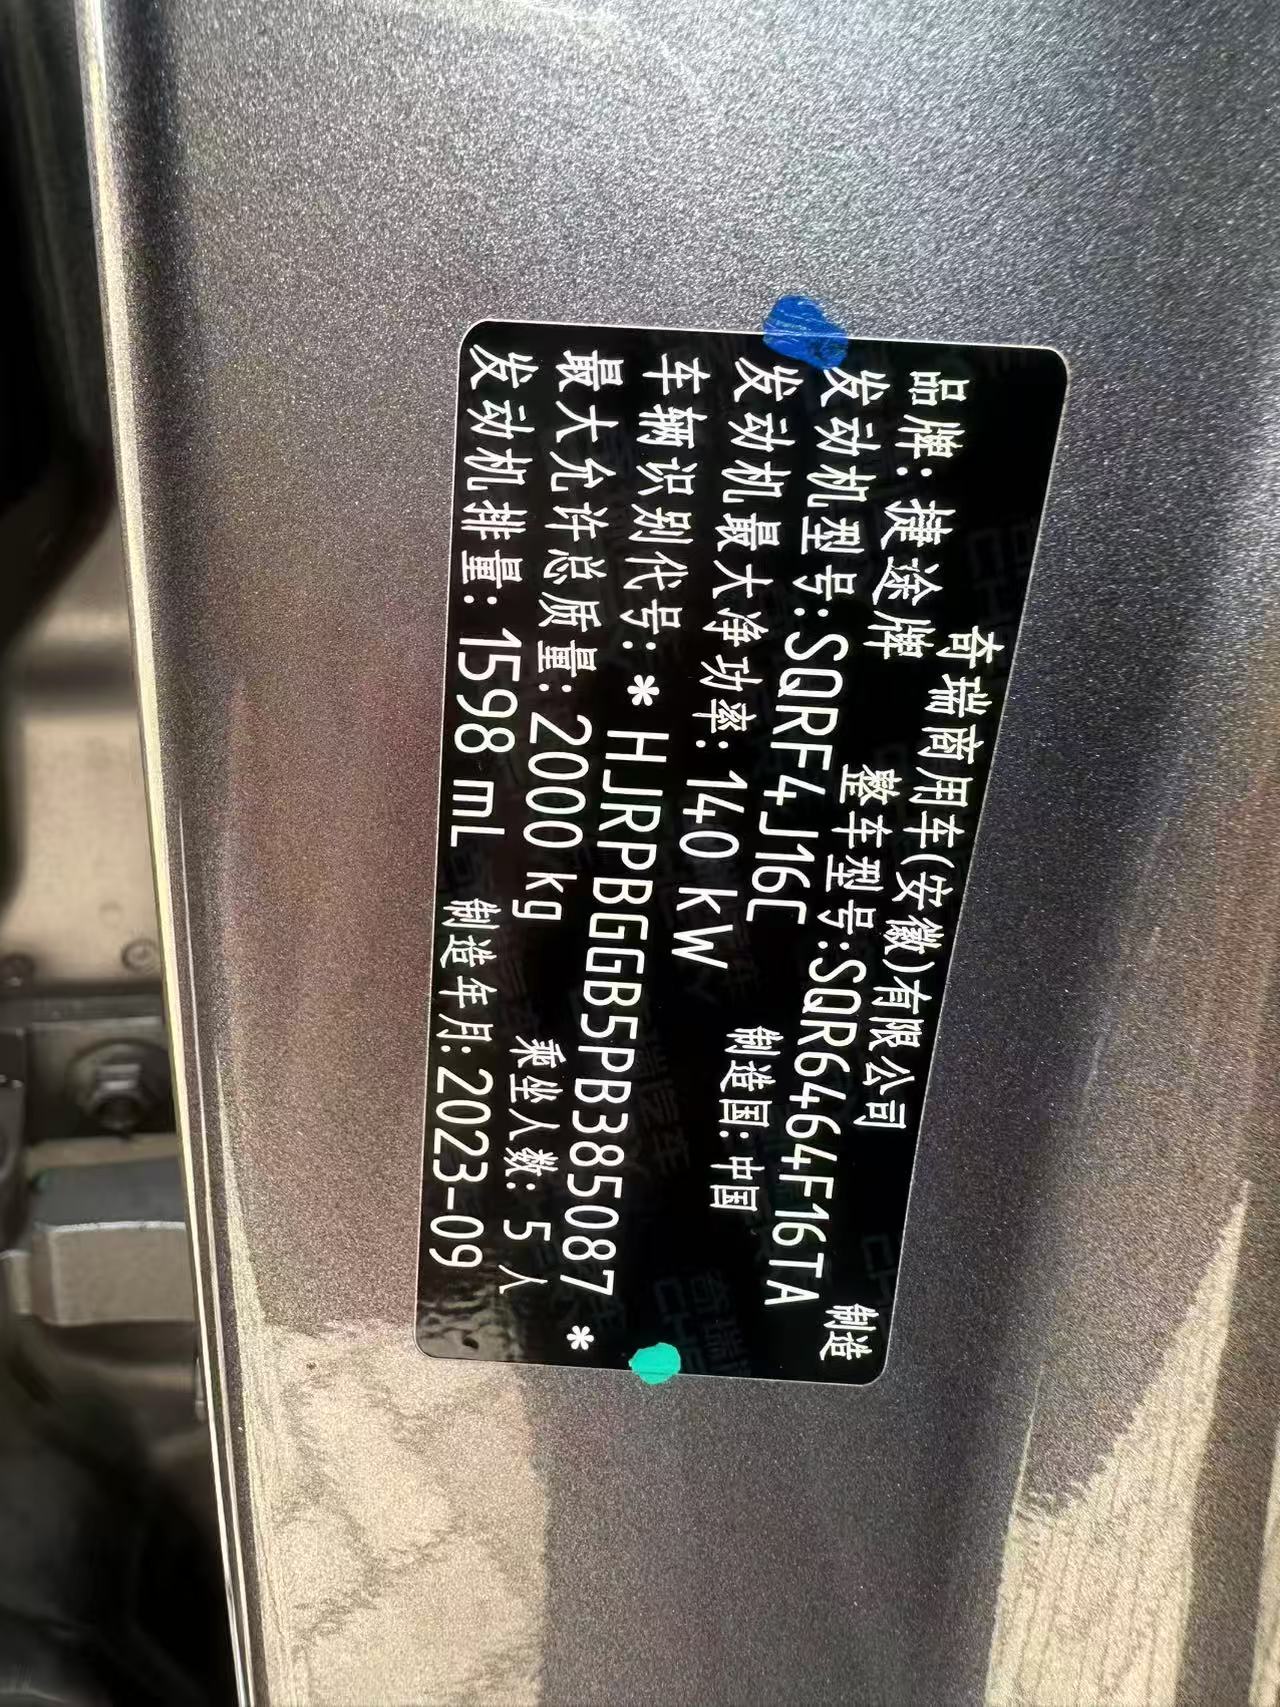 奇瑞商用车(安徽)有限公司 制造
品牌: 捷途牌 整车型号:SQR6464F16TA
发动机型号:SQRF4J16C
发动机最大净功率: 140 kW 制造国: 中国
车辆识别代号: *HJRPBGGB5PB385087*
最大允许总质量: 2000 kg 乘坐人数: 5 人
发动机排量: 1598 mL 制造年月: 2023-09